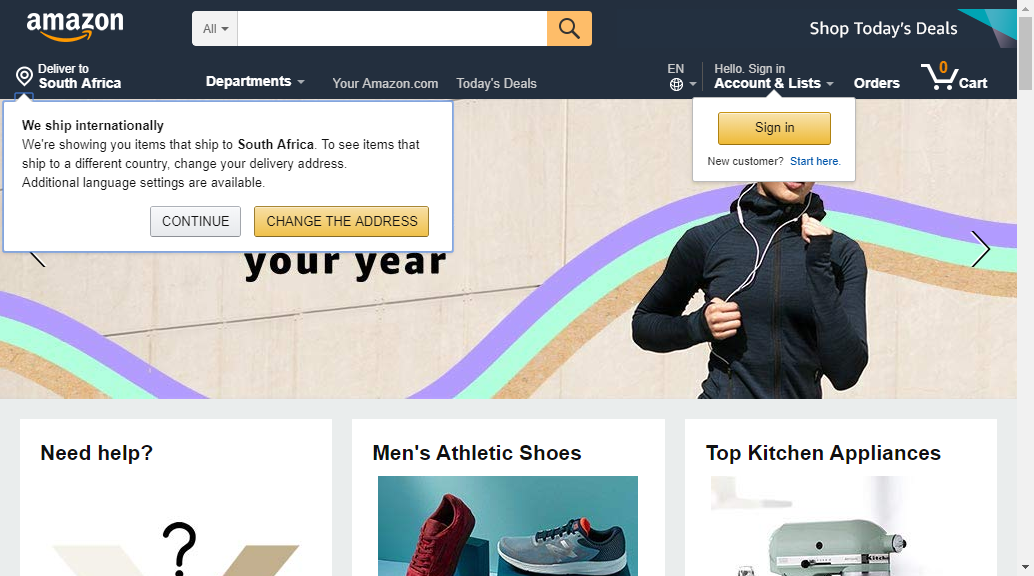 amazon
All
Shop Today's Deals
Deliver to
South Africa
Departments
Your Amazon.com
Today's Deals
EN
Hello. Sign in
Account & Lists
Orders
0
Cart
We ship internationally
We're showing you items that ship to South Africa. To see items that
ship to a different country, change your delivery address.
Additional language settings are available.
CONTINUE
CHANGE THE ADDRESS
Sign in
New customer? Start here.
your year
Need help?
Men's Athletic Shoes
Top Kitchen Appliances
?